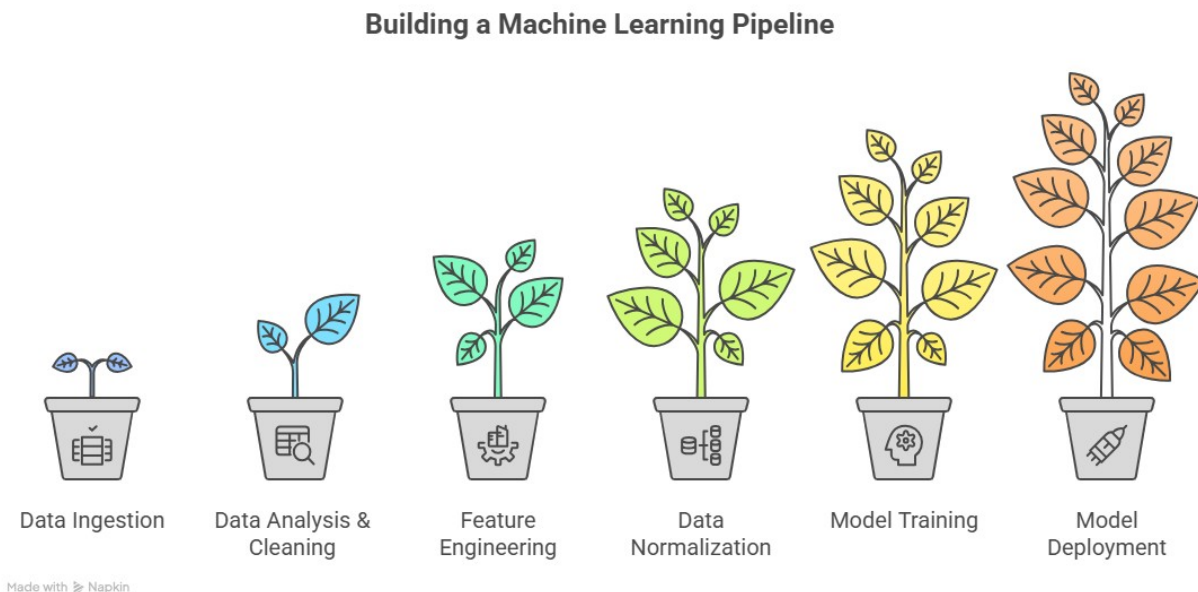 Building a Machine Learning Pipeline
Data Ingestion
Data Analysis &
Cleaning
Feature
Engineering
Data
Normalization
Model Training
Model
Deployment
Made with Napkin